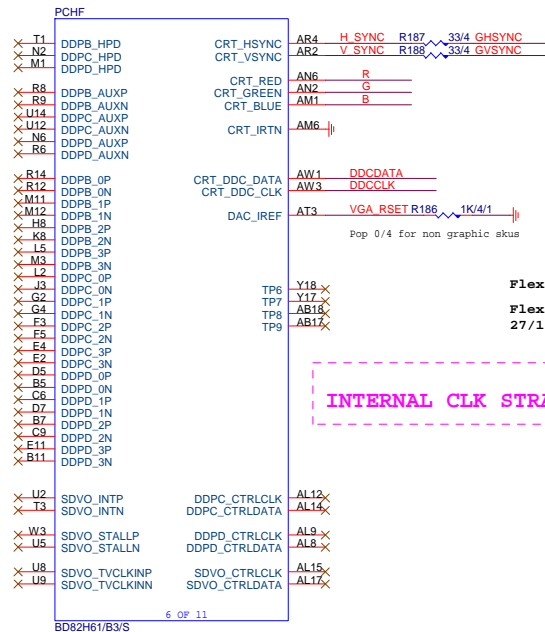 PCHF
T1 DDPB_HPD CRT_HSYNC AR4 H_SYNC R187 33/4 GHSYNC
N2 DDPC_HPD CRT_VSYNC AR2 V_SYNC R188 33/4 GVSYNC
M1 DDPD_HPD
CRT_RED AN6 R
R8 DDPB_AUXP CRT_GREEN AN2 G
R9 DDPB_AUXN CRT_BLUE AM1 B
U14 DDPC_AUXP
U12 DDPC_AUXN CRT_IRTN AM6
N6 DDPD_AUXP
R6 DDPD_AUXN
R14 DDPB_0P CRT_DDC_DATA AW1 DDCDATA
R12 DDPB_0N CRT_DDC_CLK AW3 DDCCLK
M11 DDPB_1P
M12 DDPB_1N DAC_IREF AT3 VGA_RSET R186 1K/4/1
H8 DDPB_2P
K8 DDPB_2N Pop 0/4 for non graphic skus
L5 DDPB_3P
M3 DDPB_3N
L2 DDPC_0P
J3 DDPC_0N TP6 Y18 Flex
G2 DDPC_1P TP7 Y17
G4 DDPC_1N TP8 AB18 Flex
F3 DDPC_2P TP9 AB17 27/1
F5 DDPC_2N
E4 DDPC_3P
E2 DDPC_3N
D5 DDPD_0P
B5 DDPD_0N
C6 DDPD_1P INTERNAL CLK STRA
D7 DDPD_1N
B7 DDPD_2P
C9 DDPD_2N
E11 DDPD_3P
B11 DDPD_3N
U2 SDVO_INTP DDPC_CTRLCLK AL12
T3 SDVO_INTN DDPC_CTRLDATA AL14
W3 SDVO_STALLP DDPD_CTRLCLK AL9
U5 SDVO_STALLN DDPD_CTRLDATA AL8
U8 SDVO_TVCLKINP SDVO_CTRLCLK AL15
U9 SDVO_TVCLKINN SDVO_CTRLDATA AL17
6 OF 11
BD82H61/B3/S